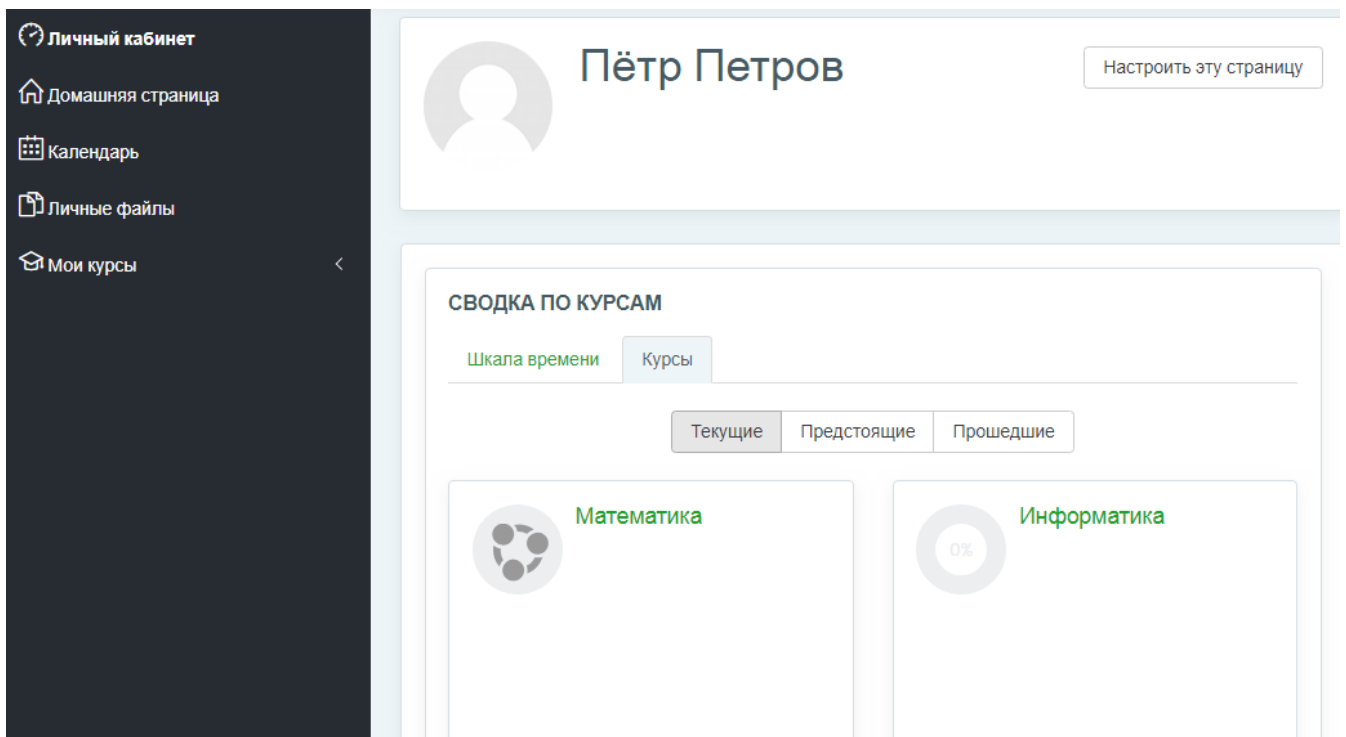 Личный кабинет
Домашняя страница
Календарь
Личные файлы
Мои курсы
Пётр Петров
Настроить эту страницу
СВОДКА ПО КУРСАМ
Шкала времени Курсы
Текущие Предстоящие Прошедшие
Математика
0%
Информатика